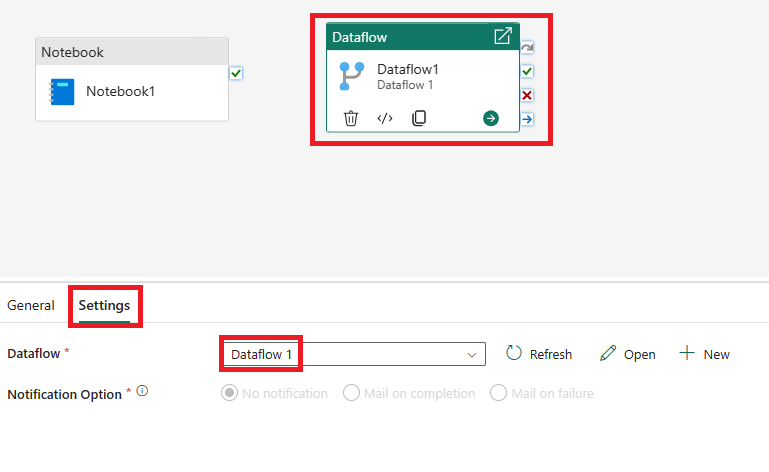 Notebook
Notebook1
Dataflow
Dataflow1
Dataflow 1
</>
General Settings
Dataflow * Dataflow 1 Refresh Open New
Notification Option * No notification Mail on completion Mail on failure